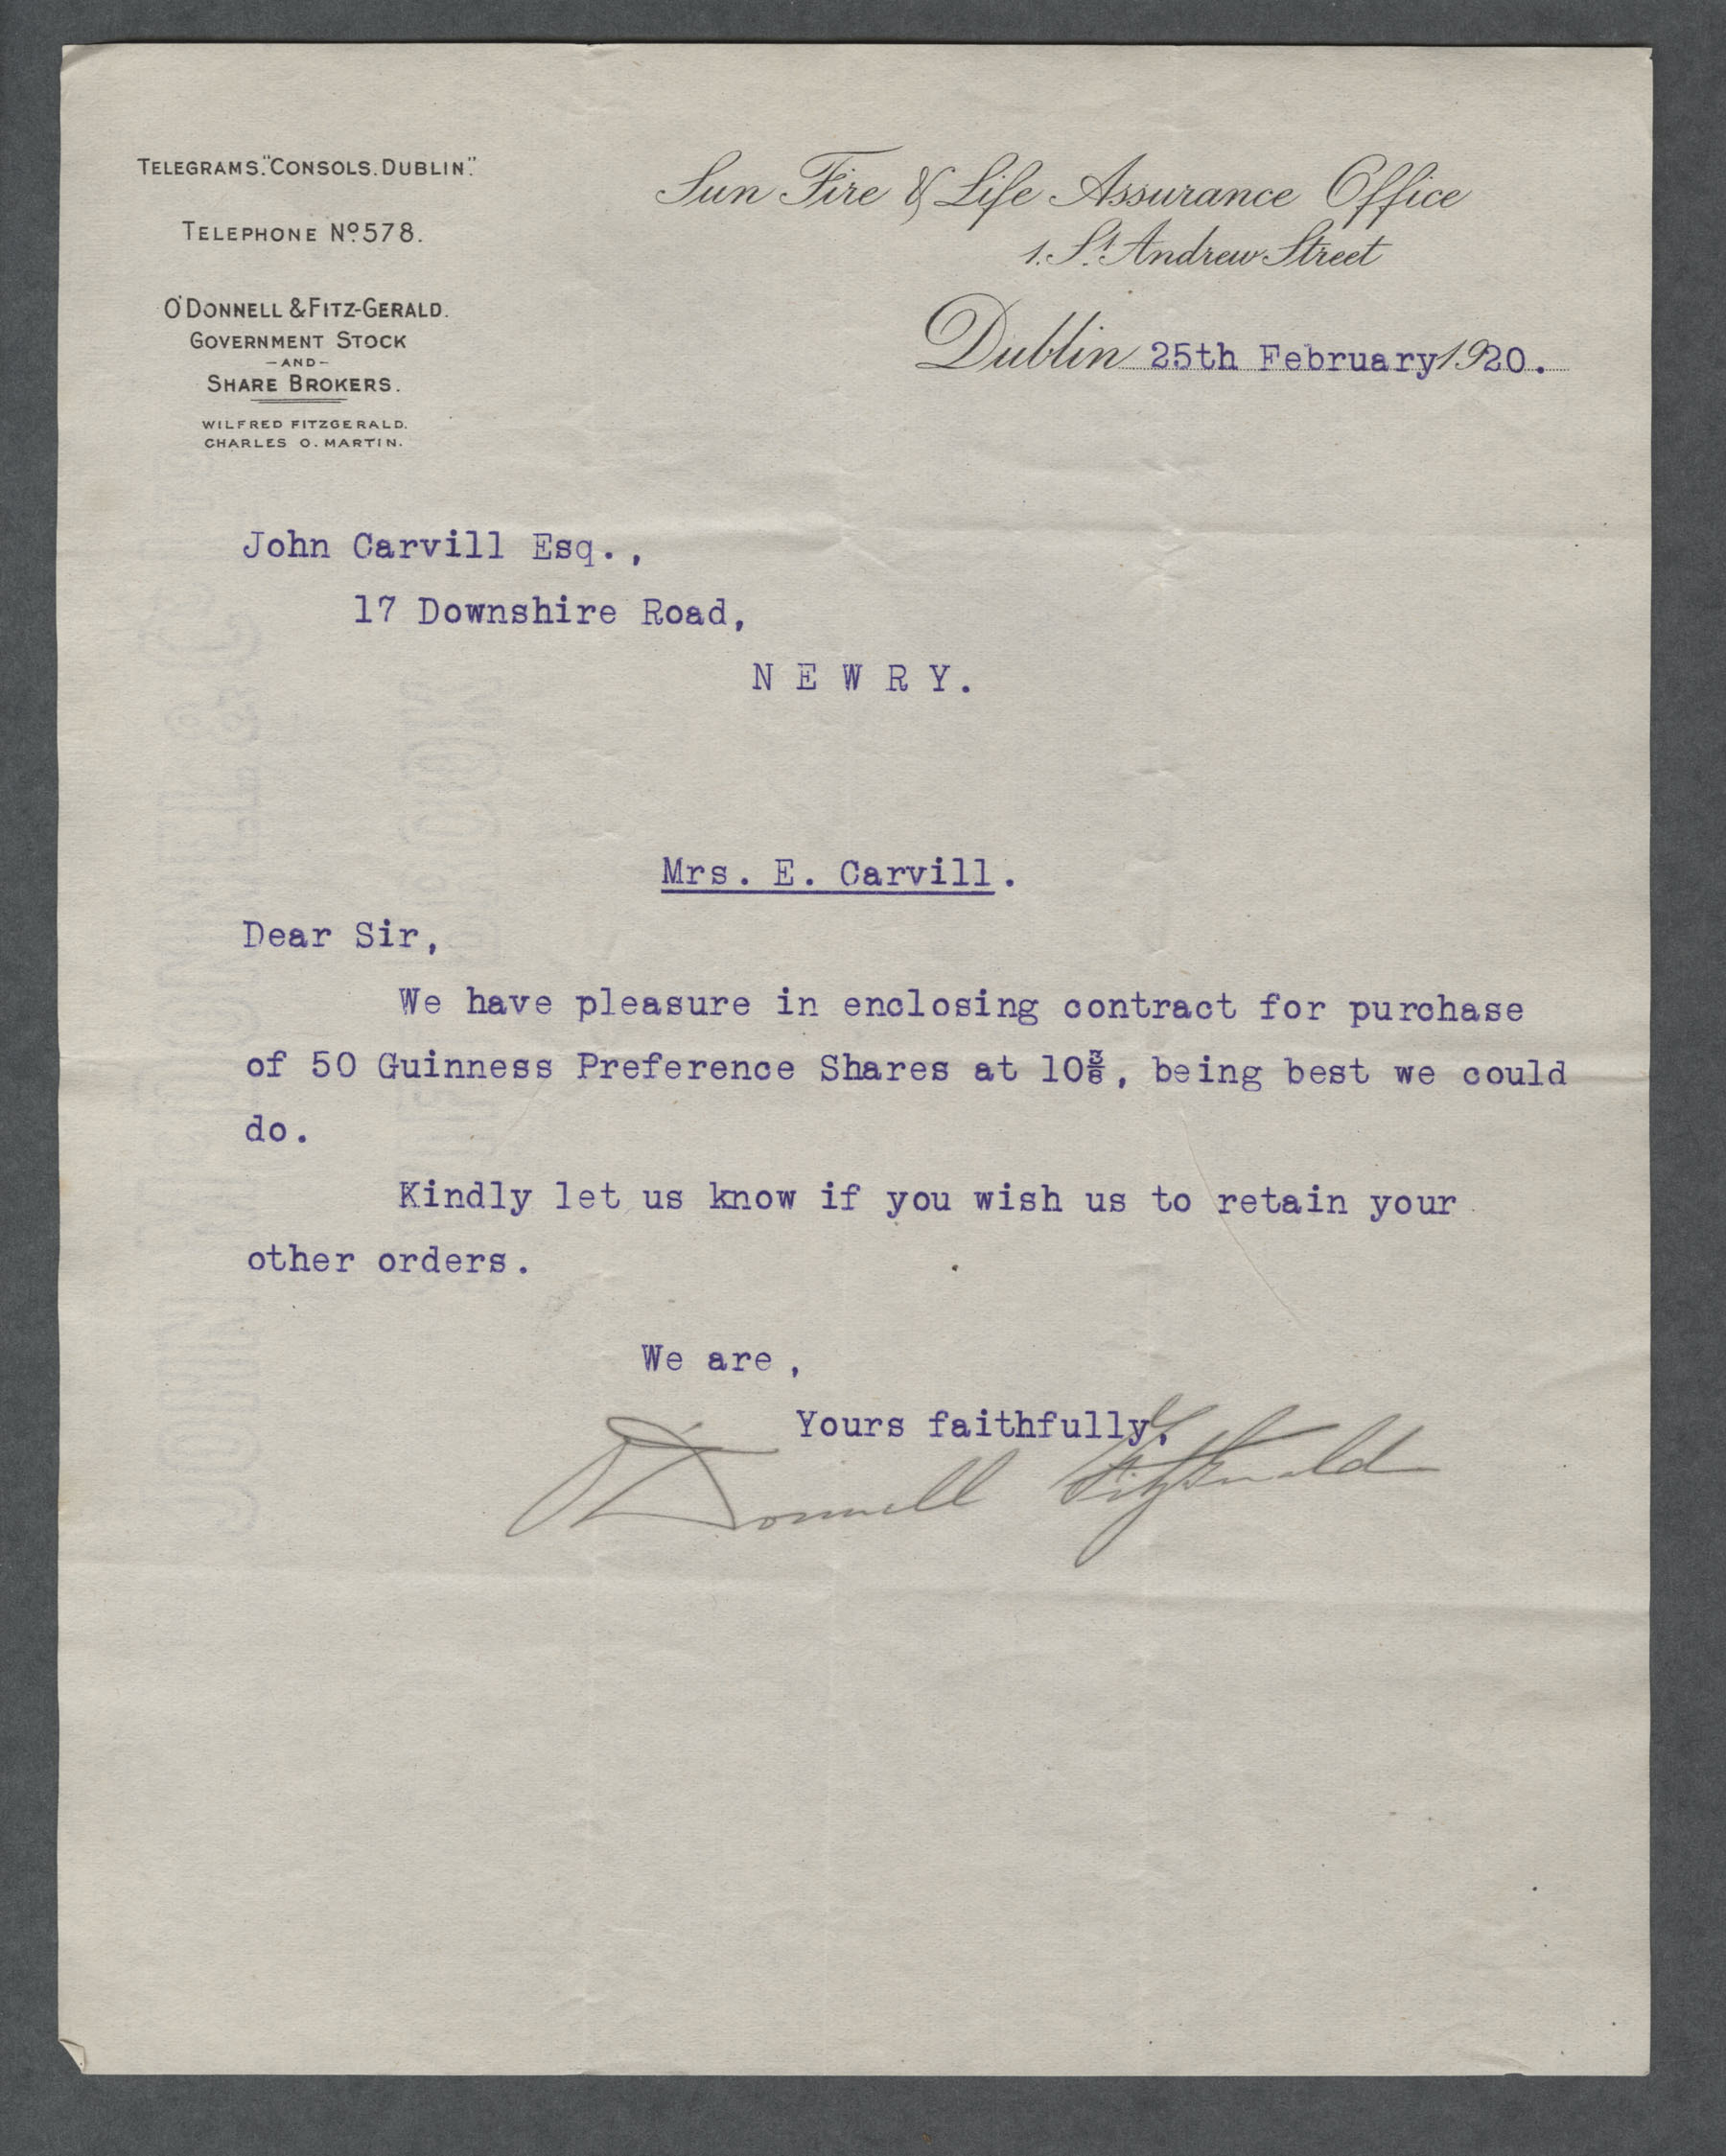 TELEGRAMS. "CONSOLS. DUBLIN."
TELEPHONE Nº 578.
O'DONNELL & FITZ-GERALD.
GOVERNMENT STOCK
-AND-
SHARE BROKERS.
WILFRED FITZGERALD.
CHARLES O. MARTIN.
Sun Fire & Life Assurance Office
1. St. Andrew Street
Dublin 25th February 1920.
John Carvill Esq.,
17 Downshire Road,
N E W R Y.
Mrs. E. Carvill.
Dear Sir,
We have pleasure in enclosing contract for purchase
of 50 Guinness Preference Shares at 10⅜, being best we could
do.
Kindly let us know if you wish us to retain your
other orders.
We are,
Yours faithfully,
O'Donnell Fitzgerald